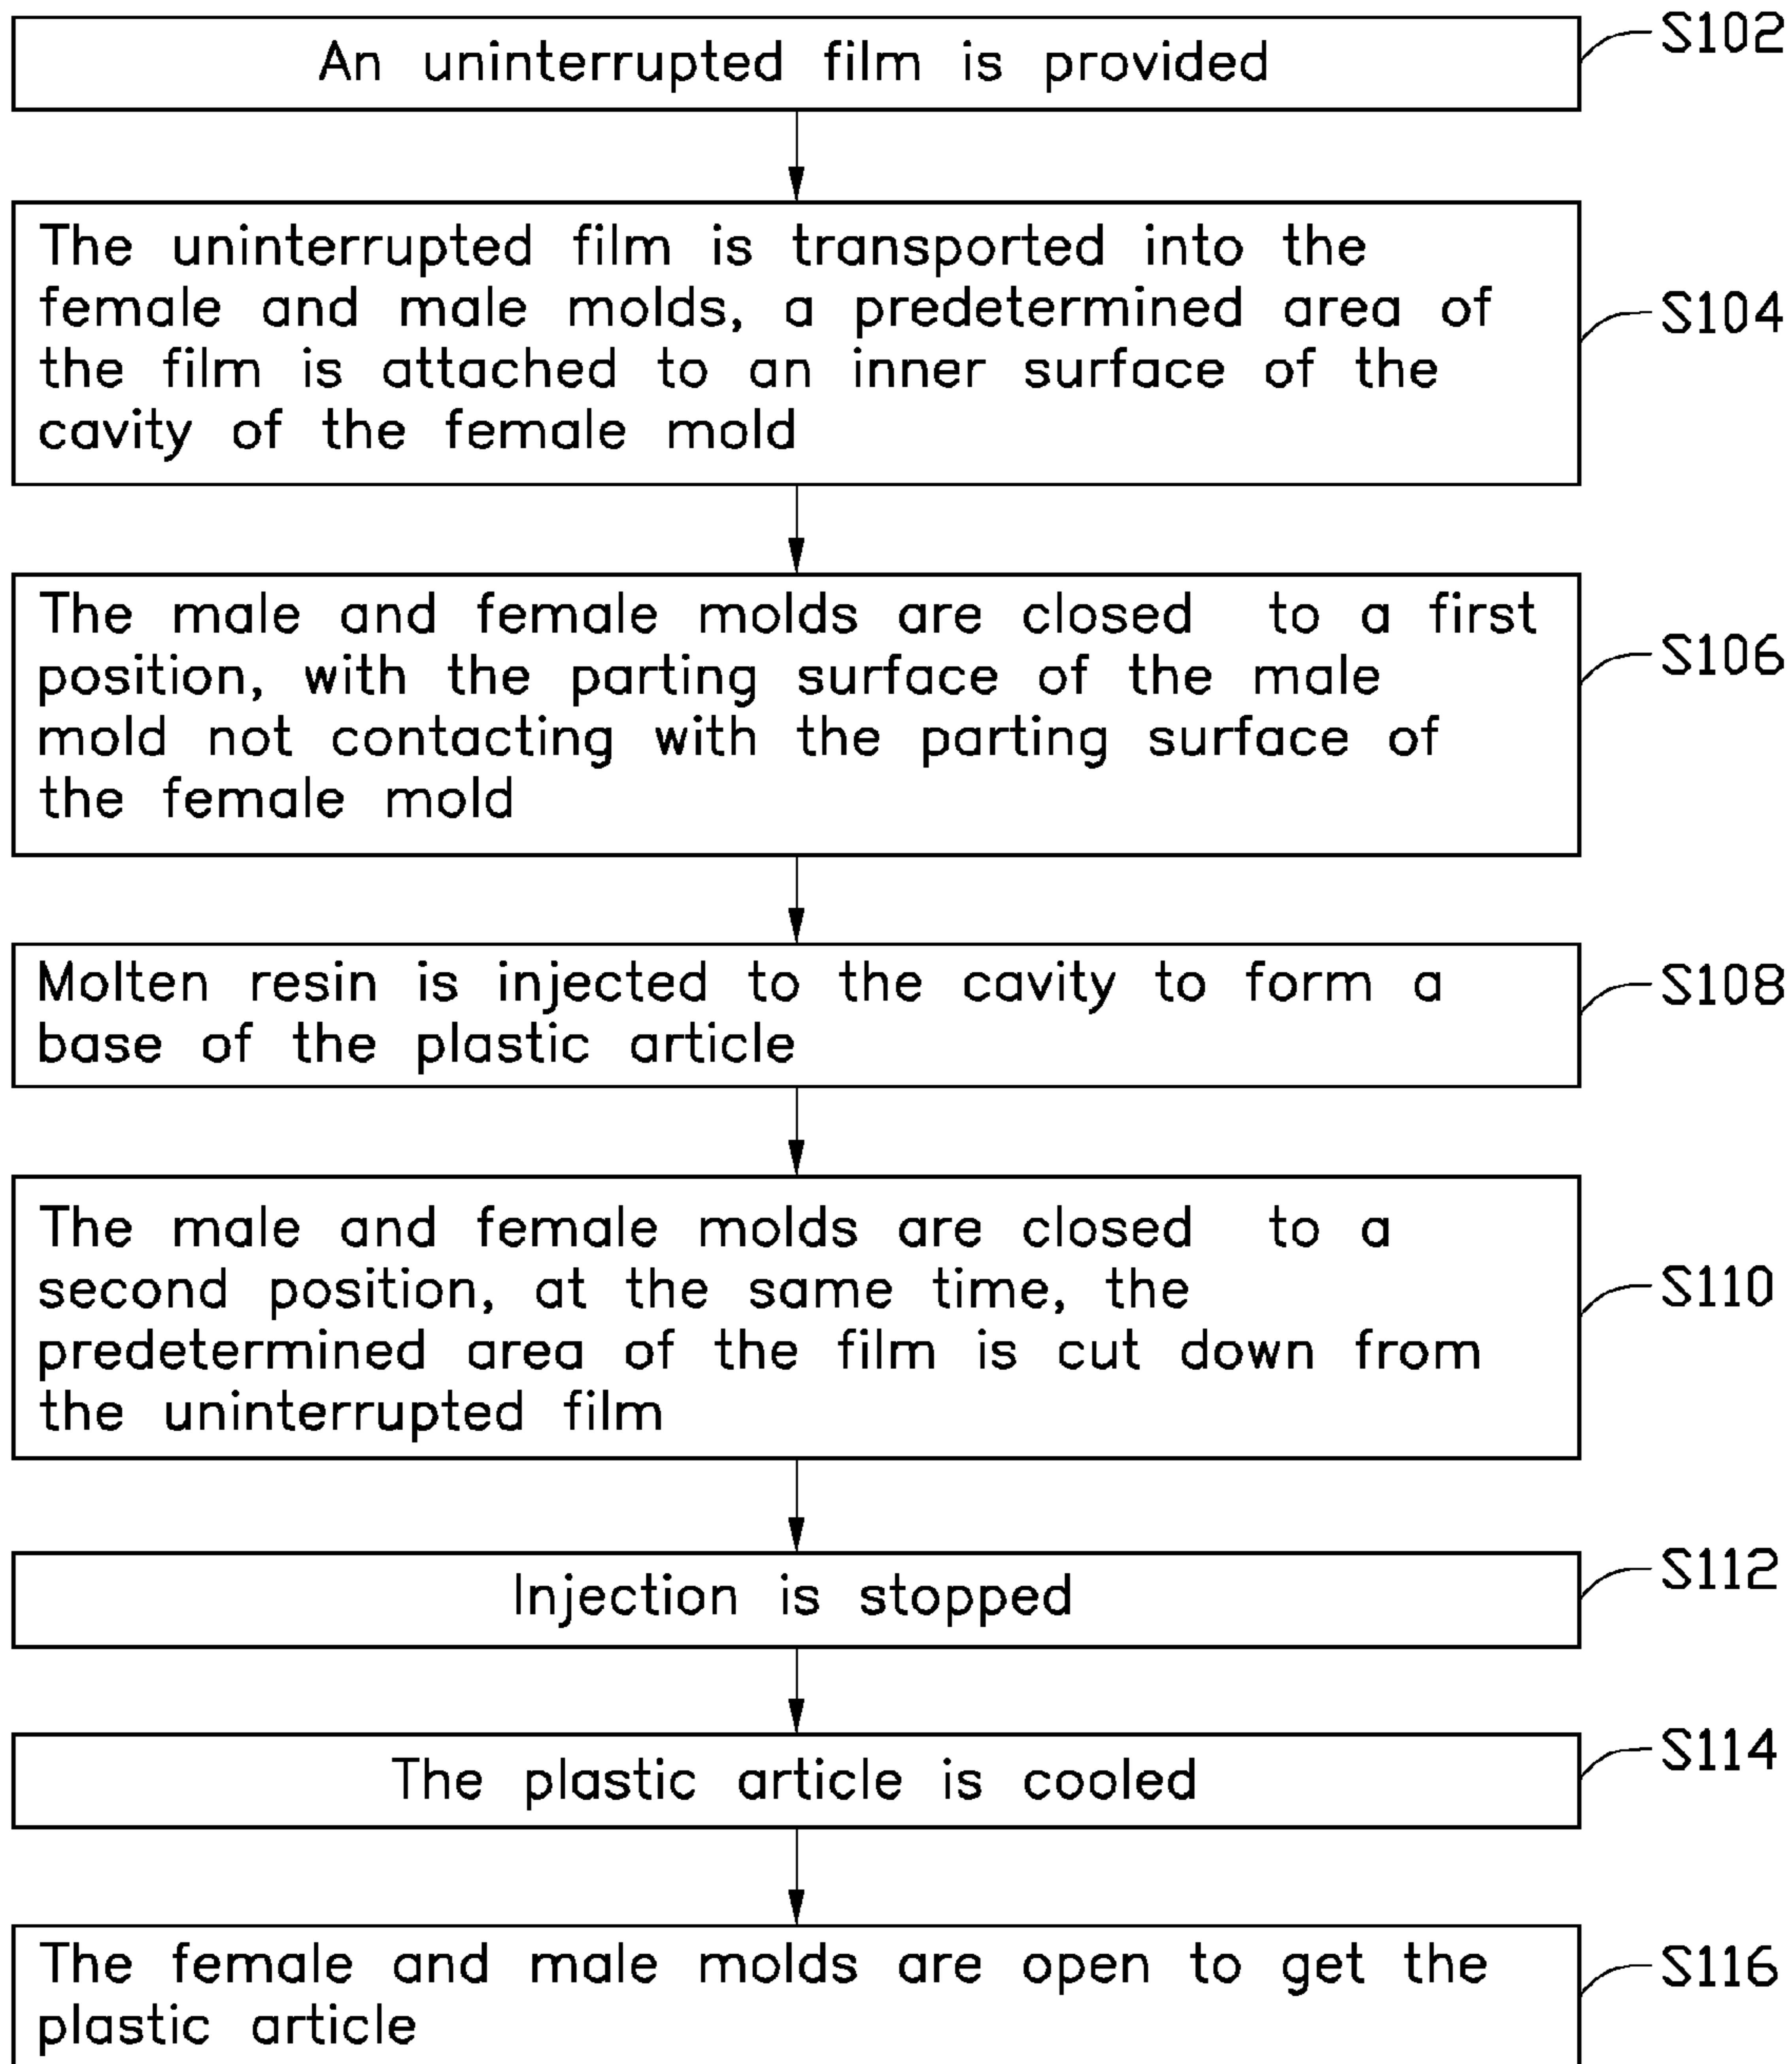 An uninterrupted film is provided
S102
The uninterrupted film is transported into the
female and male molds, a predetermined area of
the film is attached to an inner surface of the
cavity of the female mold
S104
The male and female molds are closed to a first
position, with the parting surface of the male
mold not contacting with the parting surface of
the female mold
S106
Molten resin is injected to the cavity to form a
base of the plastic article
S108
The male and female molds are closed to a
second position, at the same time, the
predetermined area of the film is cut down from
the uninterrupted film
S110
Injection is stopped
S112
The plastic article is cooled
S114
The female and male molds are open to get the
plastic article
S116